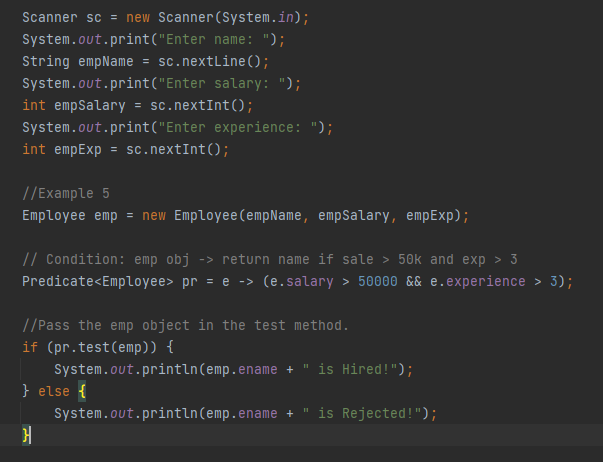 Scanner sc = new Scanner(System.in);
System.out.print("Enter name: ");
String empName = sc.nextLine();
System.out.print("Enter salary: ");
int empSalary = sc.nextInt();
System.out.print("Enter experience: ");
int empExp = sc.nextInt();
//Example 5
Employee emp = new Employee(empName, empSalary, empExp);
// Condition: emp obj -> return name if sale > 50k and exp > 3
Predicate<Employee> pr = e -> (e.salary > 50000 && e.experience > 3);
//Pass the emp object in the test method.
if (pr.test(emp)) {
    System.out.println(emp.ename + " is Hired!");
} else {
    System.out.println(emp.ename + " is Rejected!");
}